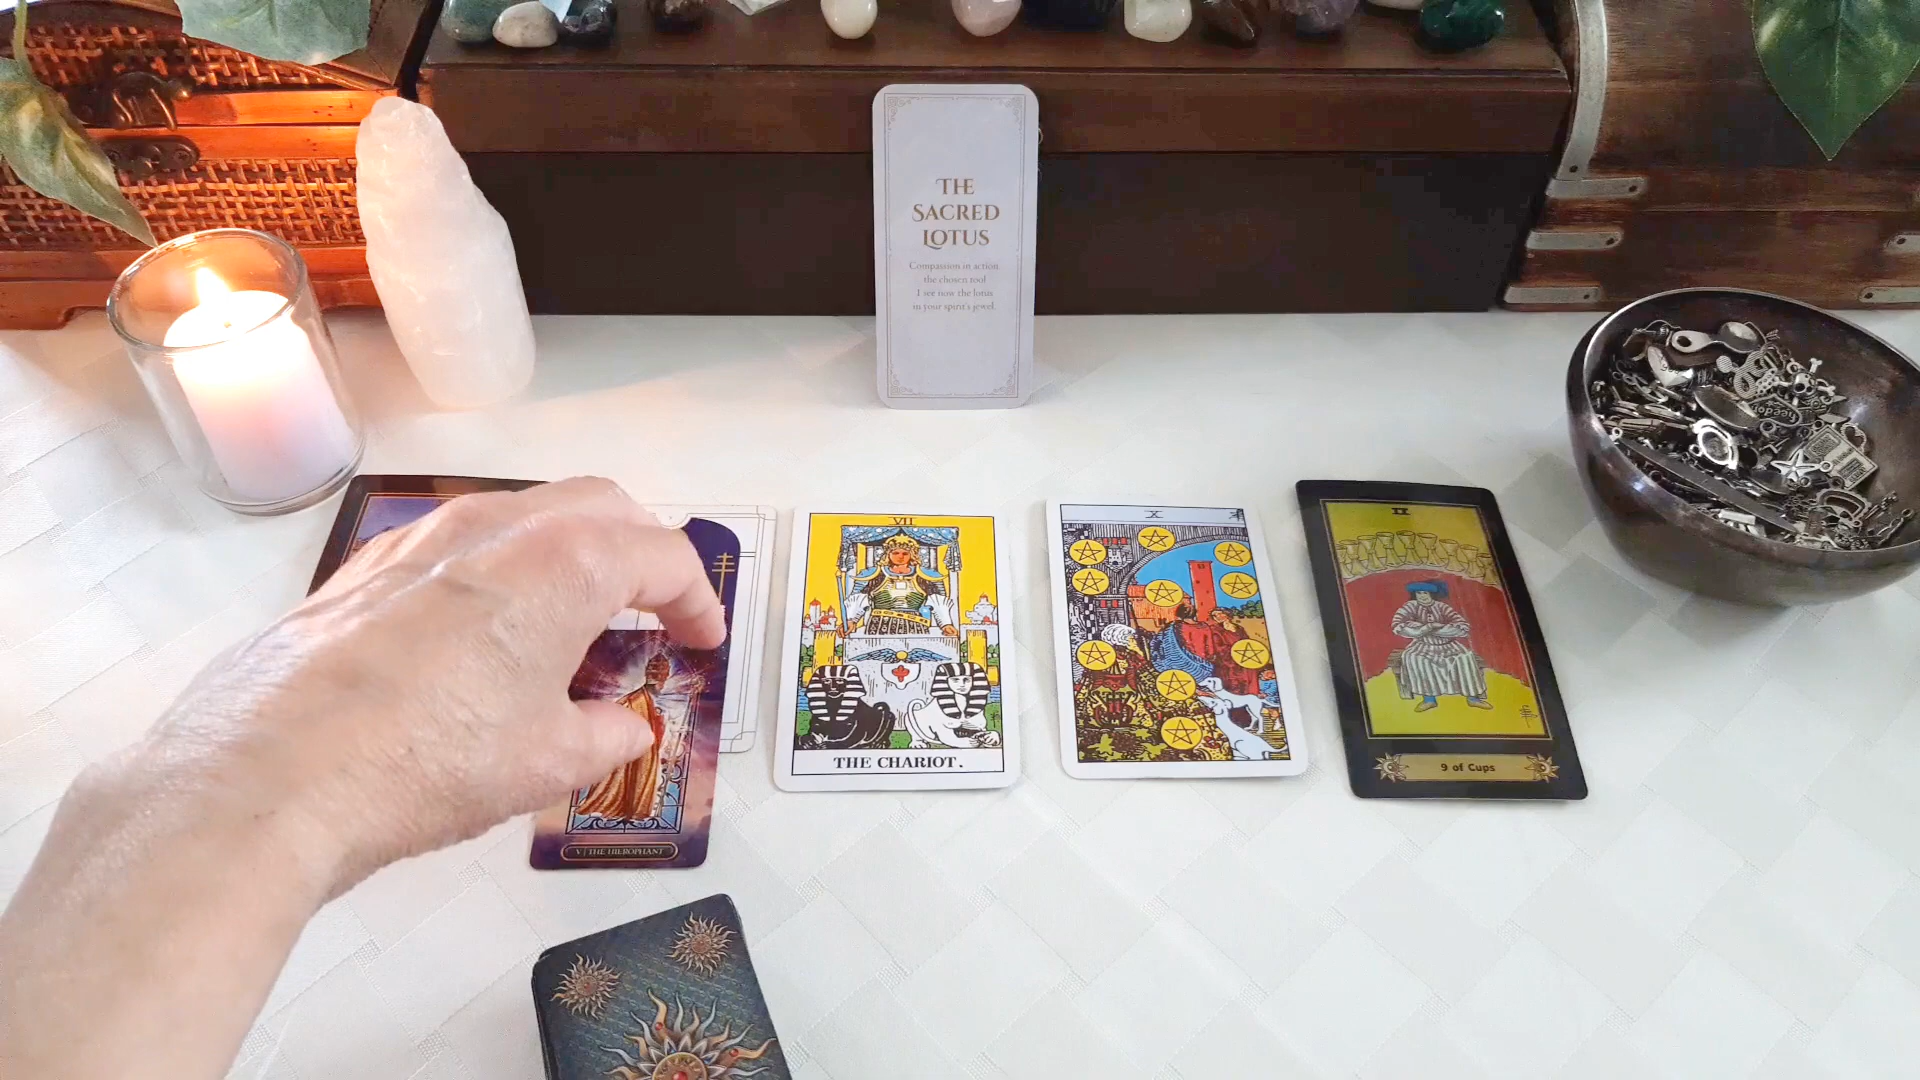 THE
SACRED
LOTUS
Compassion in action
the chosen tool
I see now the lotus
in your spirit's jewel.
freedom
VII
THE CHARIOT.
X
IX
9 of Cups
V | THE HIEROPHANT